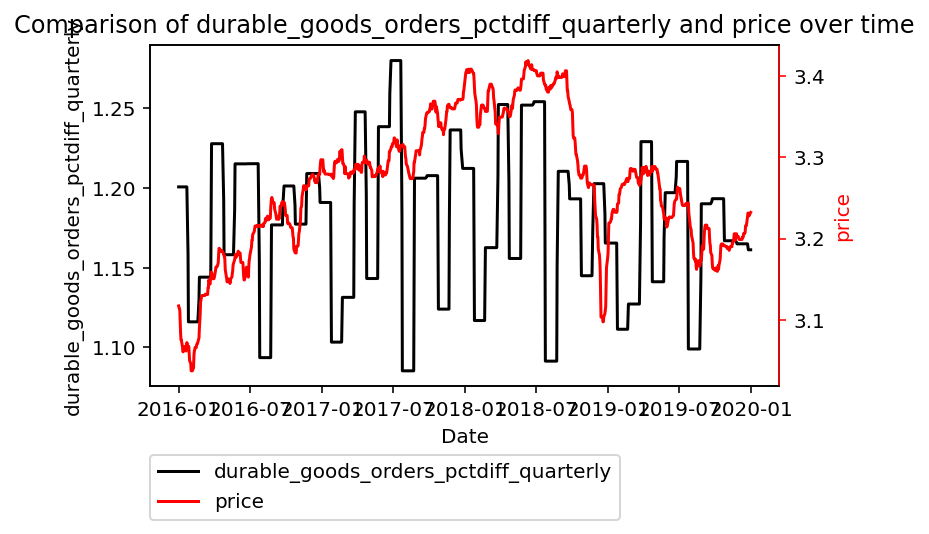 Comparison of durable_goods_orders_pctdiff_quarterly and price over time
durable_goods_orders_pctdiff_quarterly
1.25
1.20
1.15
1.10
3.4
3.3
3.2
3.1
price
2016-01
2016-07
2017-01
2017-07
2018-01
2018-07
2019-01
2019-07
2020-01
Date
durable_goods_orders_pctdiff_quarterly
price